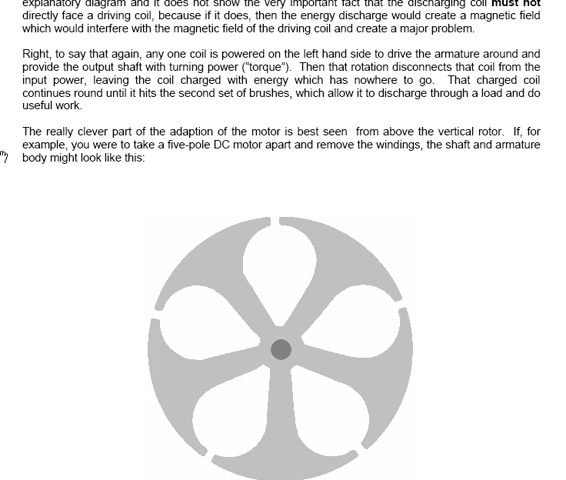 explanatory diagram and it does not show the very important fact that the discharging coil must not
directly face a driving coil, because if it does, then the energy discharge would create a magnetic field
which would interfere with the magnetic field of the driving coil and create a major problem.
Right, to say that again, any one coil is powered on the left hand side to drive the armature around and
provide the output shaft with turning power (“torque”). Then that rotation disconnects that coil from the
input power, leaving the coil charged with energy which has nowhere to go. That charged coil
continues round until it hits the second set of brushes, which allow it to discharge through a load and do
useful work.
The really clever part of the adaption of the motor is best seen from above the vertical rotor. If, for
example, you were to take a five-pole DC motor apart and remove the windings, the shaft and armature
body might look like this: